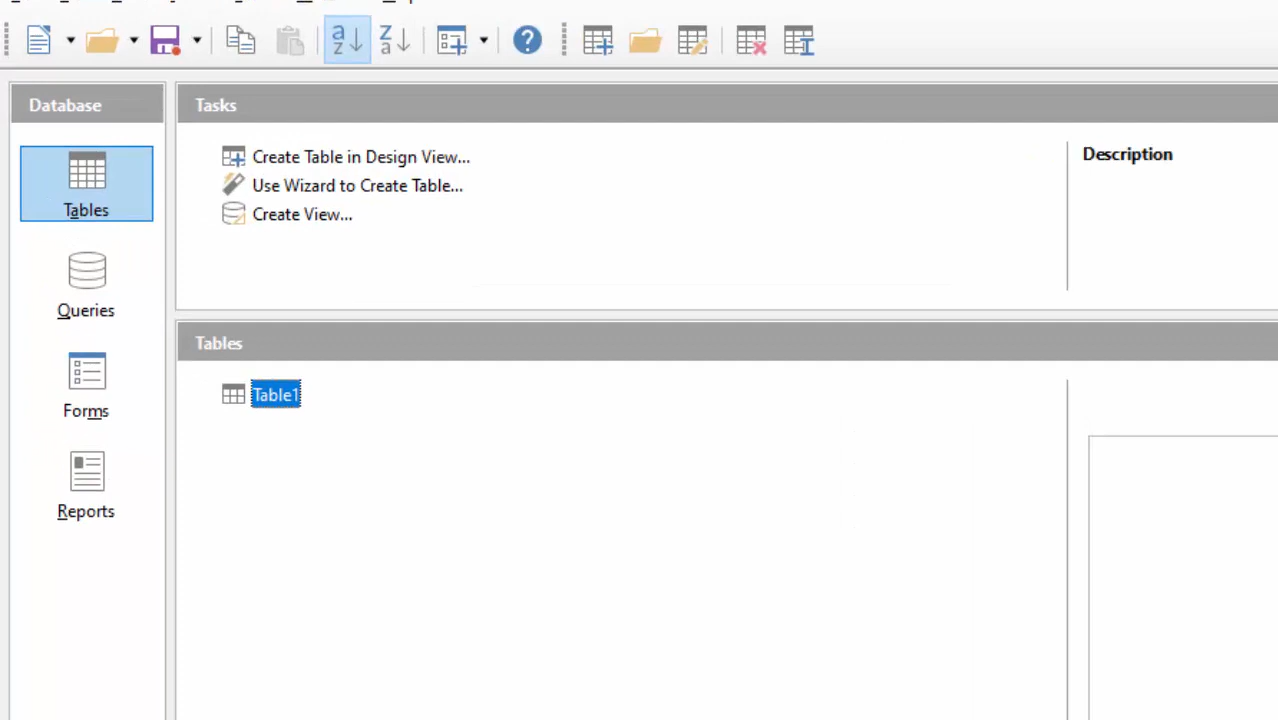 Database
Tables
Queries
Forms
Reports
Tasks
Create Table in Design View...
Use Wizard to Create Table...
Create View...
Description
Tables
Table1